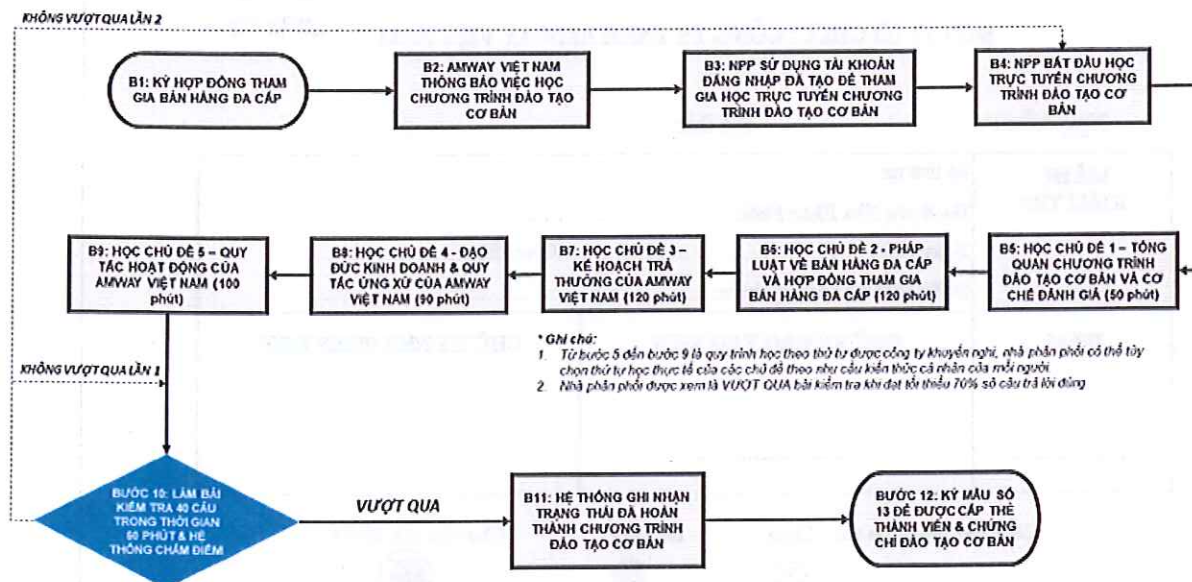 KHÔNG VƯỢT QUA LẦN 2
B1: KÝ HỢP ĐỒNG THAM
GIA BÁN HÀNG ĐA CẤP
B2: AMWAY VIỆT NAM
THÔNG BÁO VIỆC HỌC
CHƯƠNG TRÌNH ĐÀO TẠO
CƠ BẢN
B3: NPP SỬ DỤNG TÀI KHOẢN
ĐĂNG NHẬP ĐÃ TẠO ĐỂ THAM
GIA HỌC TRỰC TUYẾN CHƯƠNG
TRÌNH ĐÀO TẠO CƠ BẢN
B4: NPP BẮT ĐẦU HỌC
TRỰC TUYẾN CHƯƠNG
TRÌNH ĐÀO TẠO CƠ
BẢN
B9: HỌC CHỦ ĐỀ 5 – QUY
TẮC HOẠT ĐỘNG CỦA
AMWAY VIỆT NAM (100
phút)
B8: HỌC CHỦ ĐỀ 4 - ĐẠO
ĐỨC KINH DOANH & QUY
TẮC ỨNG XỬ CỦA AMWAY
VIỆT NAM (90 phút)
B7: HỌC CHỦ ĐỀ 3 –
KẾ HOẠCH TRẢ
THƯỞNG CỦA AMWAY
VIỆT NAM (120 phút)
B6: HỌC CHỦ ĐỀ 2 - PHÁP
LUẬT VỀ BÁN HÀNG ĐA CẤP
VÀ HỢP ĐỒNG THAM GIA
BÁN HÀNG ĐA CẤP (120 phút)
B5: HỌC CHỦ ĐỀ 1 – TỔNG
QUAN CHƯƠNG TRÌNH
ĐÀO TẠO CƠ BẢN VÀ CƠ
CHẾ ĐÁNH GIÁ (50 phút)
* Ghi chú:
1. Từ bước 5 đến bước 9 là quy trình học theo thứ tự được công ty khuyến nghị, nhà phân phối có thể tùy
chọn thứ tự học thực tế của các chủ đề theo nhu cầu kiến thức cá nhân của mỗi người
2. Nhà phân phối được xem là VƯỢT QUA bài kiểm tra khi đạt tối thiểu 70% số câu trả lời đúng
KHÔNG VƯỢT QUA LẦN 1
BƯỚC 10: LÀM BÀI
KIỂM TRA 40 CÂU
TRONG THỜI GIAN
60 PHÚT & HỆ
THỐNG CHẤM ĐIỂM
VƯỢT QUA
B11: HỆ THỐNG GHI NHẬN
TRẠNG THÁI ĐÃ HOÀN
THÀNH CHƯƠNG TRÌNH
ĐÀO TẠO CƠ BẢN
BƯỚC 12: KÝ MẪU SỐ
13 ĐỂ ĐƯỢC CẤP THẺ
THÀNH VIÊN & CHỨNG
CHỈ ĐÀO TẠO CƠ BẢN